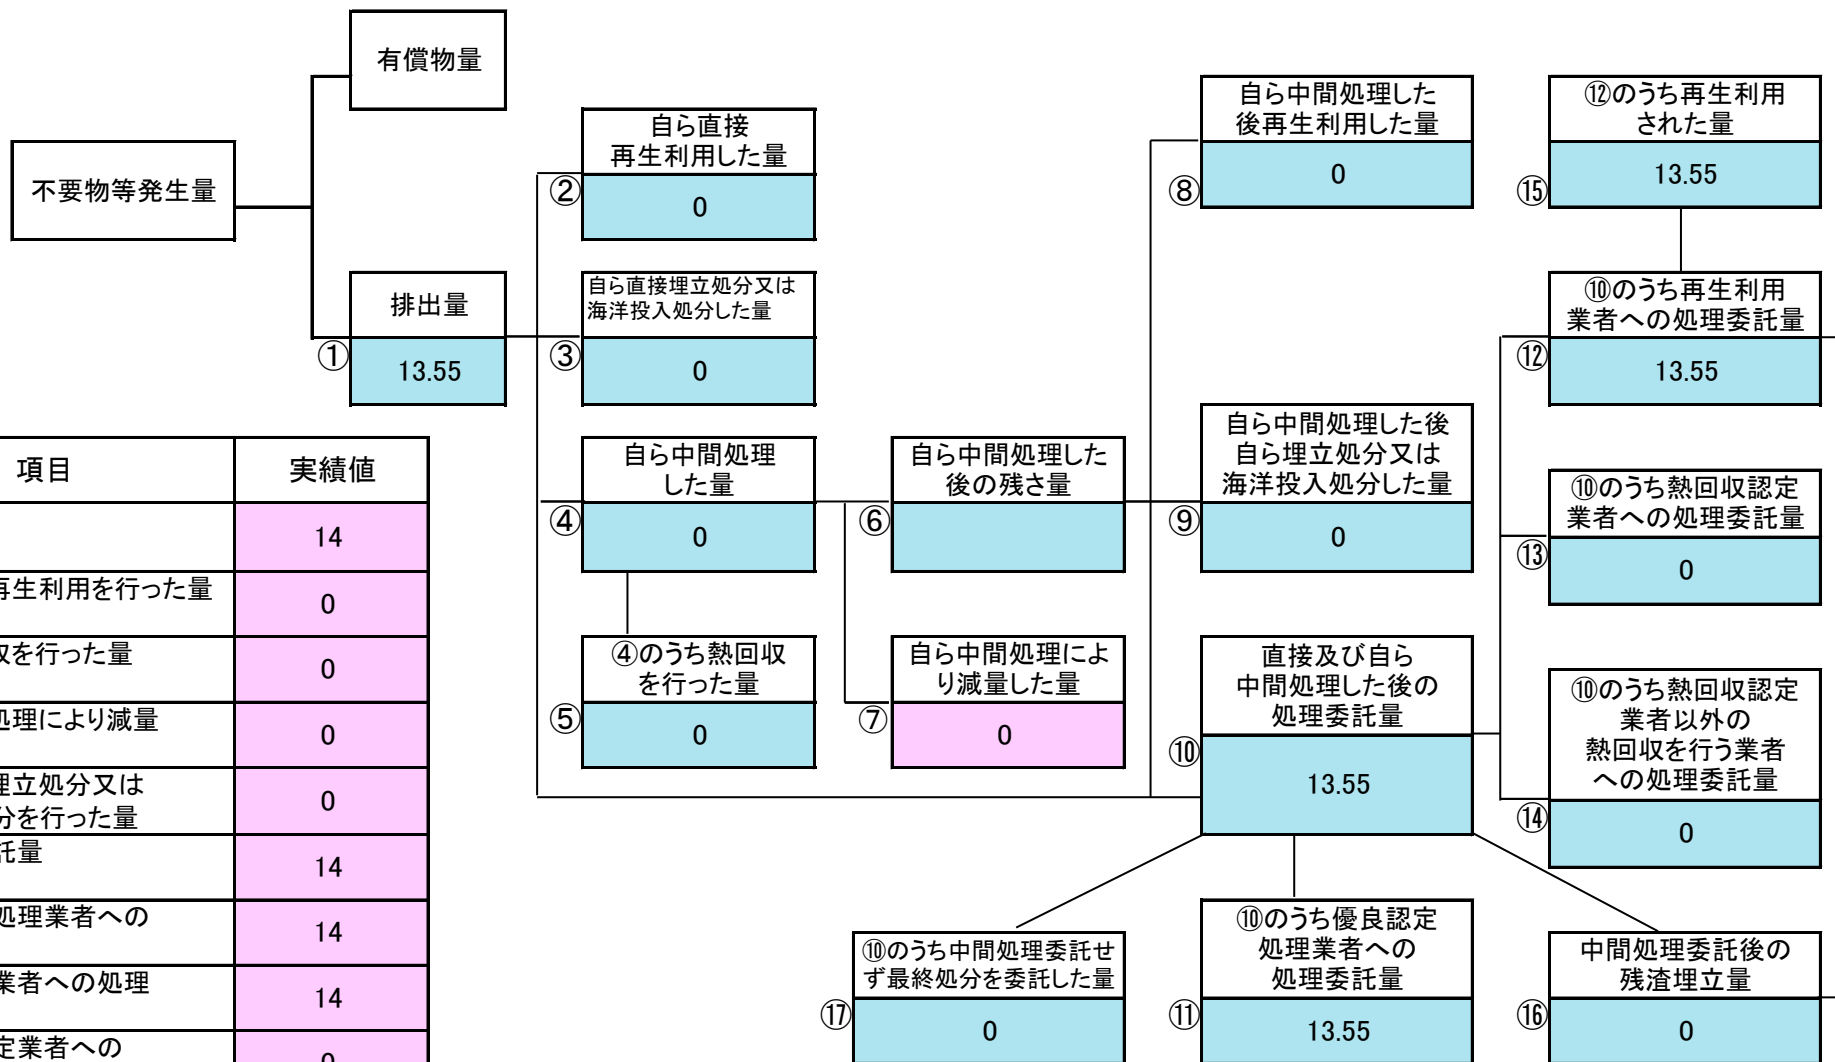 有償物量
不要物等発生量
排出量
①
13.55
自ら直接
再生利用した量
②
0
自ら直接埋立処分又は
海洋投入処分した量
③
0
自ら中間処理
した量
④
0
④のうち熱回収
を行った量
⑤
0
自ら中間処理した
後の残さ量
⑥
自ら中間処理によ
り減量した量
⑦
0
自ら中間処理した
後再生利用した量
⑧
0
自ら中間処理した後
自ら埋立処分又は
海洋投入処分した量
⑨
0
直接及び自ら
中間処理した後の
処理委託量
⑩
13.55
⑫のうち再生利用
された量
⑮
13.55
⑩のうち再生利用
業者への処理委託量
⑫
13.55
⑩のうち熱回収認定
業者への処理委託量
⑬
0
⑩のうち熱回収認定
業者以外の
熱回収を行う業者
への処理委託量
⑭
0
⑩のうち中間処理委託せ
ず最終処分を委託した量
⑰
0
⑩のうち優良認定
処理業者への
処理委託量
⑪
13.55
中間処理委託後の
残渣埋立量
⑯
0
項目 実績値
14
再生利用を行った量
0
を行った量
0
処理により減量
0
埋立処分又は
分を行った量
0
託量
14
処理業者への
14
業者への処理
14
定業者への
0